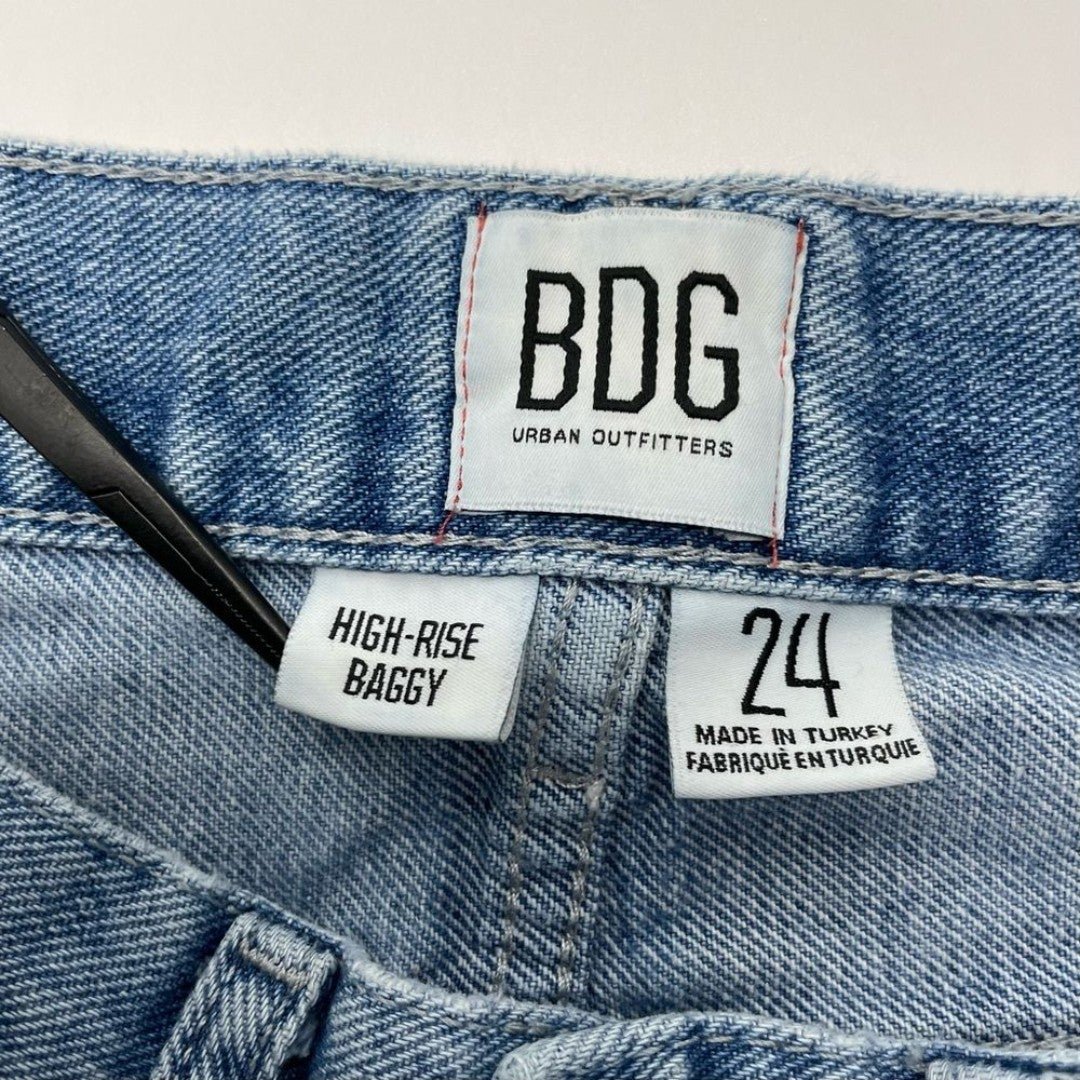 BDG
URBAN OUTFITTERS
HIGH-RISE
BAGGY
24
MADE IN TURKEY
FABRIQUÈ EN TURQUIE